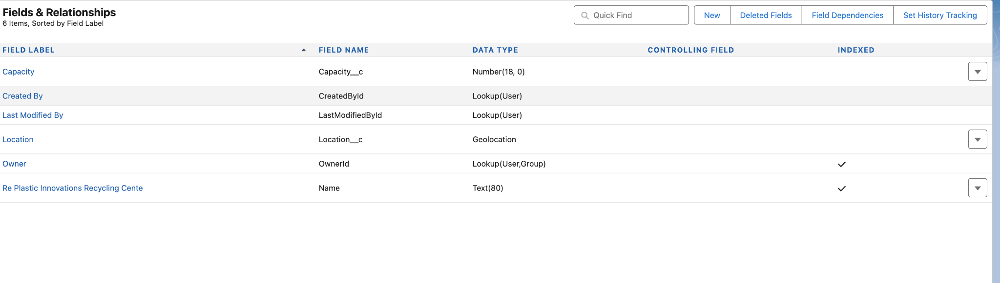 Fields & Relationships
6 Items, Sorted by Field Label
Quick Find
New
Deleted Fields
Field Dependencies
Set History Tracking
FIELD LABEL FIELD NAME DATA TYPE CONTROLLING FIELD INDEXED
Capacity Capacity__c Number(18, 0)
Created By CreatedById Lookup(User)
Last Modified By LastModifiedById Lookup(User)
Location Location__c Geolocation
Owner OwnerId Lookup(User,Group)
Re Plastic Innovations Recycling Cente Name Text(80)